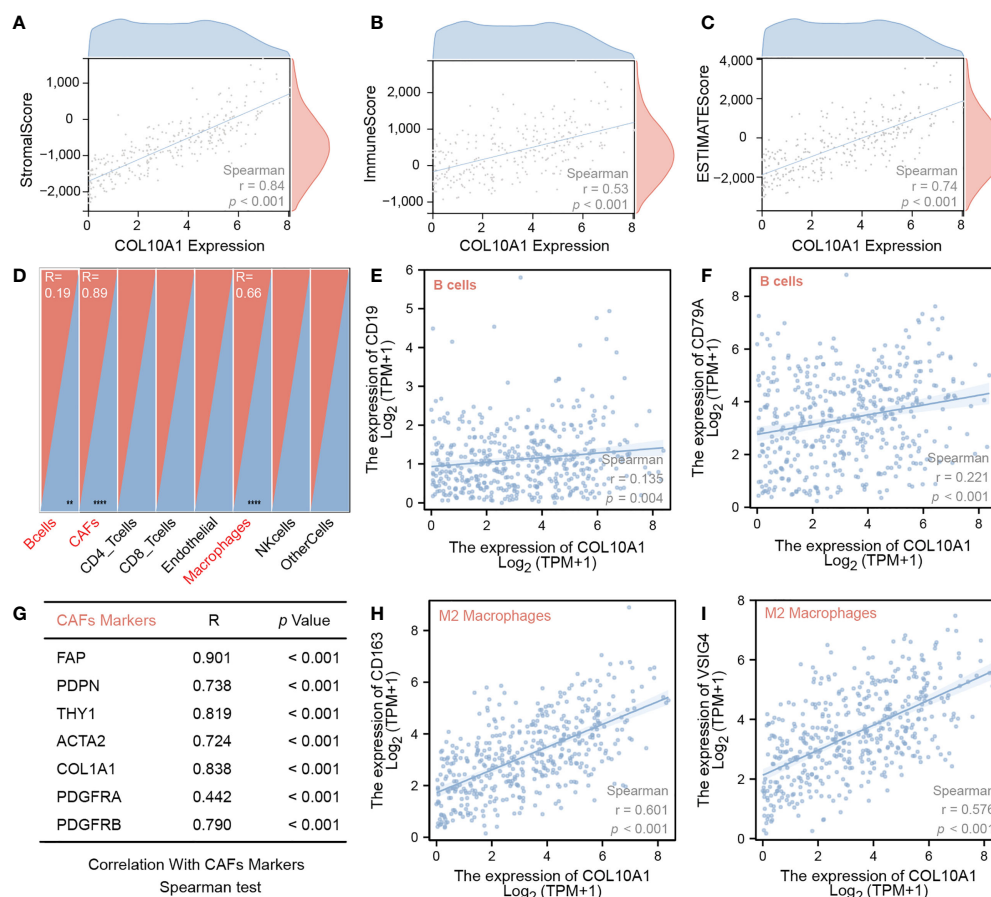 A
StromalScore
1,000
0
−1,000
−2,000
Spearman
r = 0.84
p < 0.001
0 2 4 6 8
COL10A1 Expression
B
ImmuneScore
2,000
1,000
0
−1,000
Spearman
r = 0.53
p < 0.001
0 2 4 6 8
COL10A1 Expression
C
ESTIMATEScore
4,000
2,000
0
−2,000
Spearman
r = 0.74
p < 0.001
0 2 4 6 8
COL10A1 Expression
D
R= R= R=
0.19 0.89 0.66
** **** ****
Bcells
CAFs
CD4_Tcells
CD8_Tcells
Endothelial
Macrophages
NKcells
OtherCells
E
B cells
The expression of CD19
Log2 (TPM+1)
6
5
4
3
2
1
0
Spearman
r = 0.135
p = 0.004
0 2 4 6 8
The expression of COL10A1
Log2 (TPM+1)
F
B cells
The expression of CD79A
Log2 (TPM+1)
8
6
4
2
0
Spearman
r = 0.221
p < 0.001
0 2 4 6 8
The expression of COL10A1
Log2 (TPM+1)
G
CAFs Markers R p Value
FAP 0.901 < 0.001
PDPN 0.738 < 0.001
THY1 0.819 < 0.001
ACTA2 0.724 < 0.001
COL1A1 0.838 < 0.001
PDGFRA 0.442 < 0.001
PDGFRB 0.790 < 0.001
Correlation With CAFs Markers
Spearman test
H
M2 Macrophages
The expression of CD163
Log2 (TPM+1)
8
6
4
2
0
Spearman
r = 0.601
p < 0.001
0 2 4 6 8
The expression of COL10A1
Log2 (TPM+1)
I
M2 Macrophages
The expression of VSIG4
Log2 (TPM+1)
8
6
4
2
0
Spearman
r = 0.576
p < 0.001
0 2 4 6 8
The expression of COL10A1
Log2 (TPM+1)